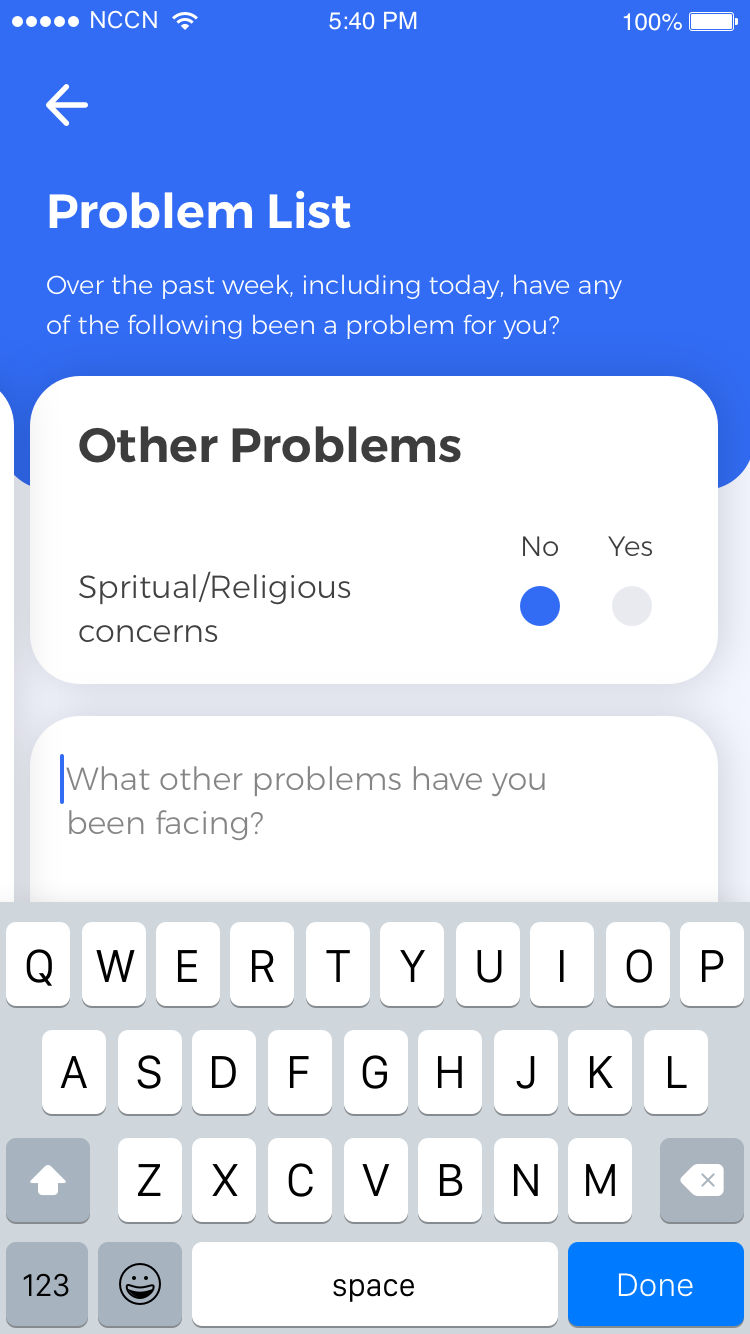 NCCN 5:40 PM 100%
Problem List
Over the past week, including today, have any
of the following been a problem for you?
Other Problems
No Yes
Spritual/Religious
concerns
What other problems have you
been facing?
Q W E R T Y U I O P
A S D F G H J K L
Z X C V B N M
123 space Done